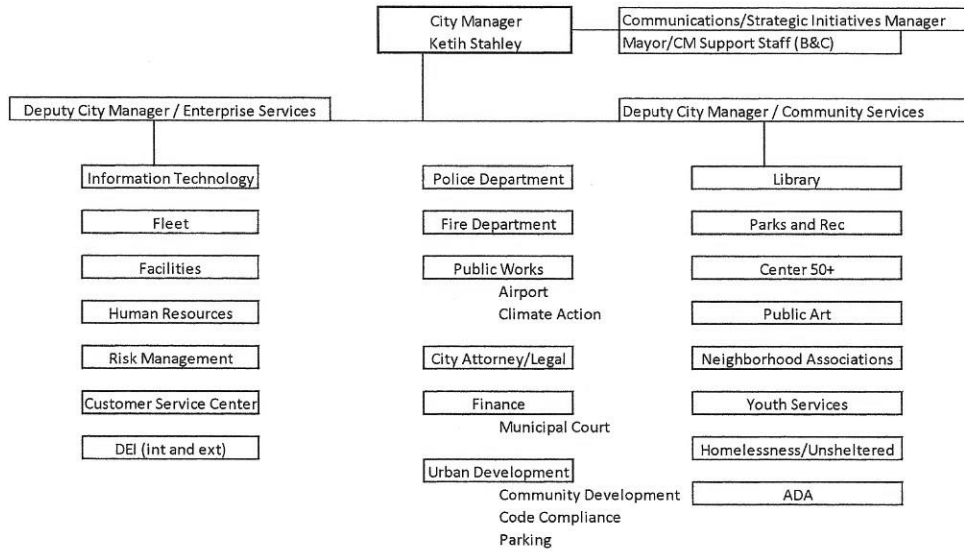 City Manager
Ketih Stahley
Communications/Strategic Initiatives Manager
Mayor/CM Support Staff (B&C)
Deputy City Manager / Enterprise Services
Deputy City Manager / Community Services
Information Technology
Fleet
Facilities
Human Resources
Risk Management
Customer Service Center
DEI (int and ext)
Police Department
Fire Department
Public Works
Airport
Climate Action
City Attorney/Legal
Finance
Municipal Court
Urban Development
Community Development
Code Compliance
Parking
Library
Parks and Rec
Center 50+
Public Art
Neighborhood Associations
Youth Services
Homelessness/Unsheltered
ADA